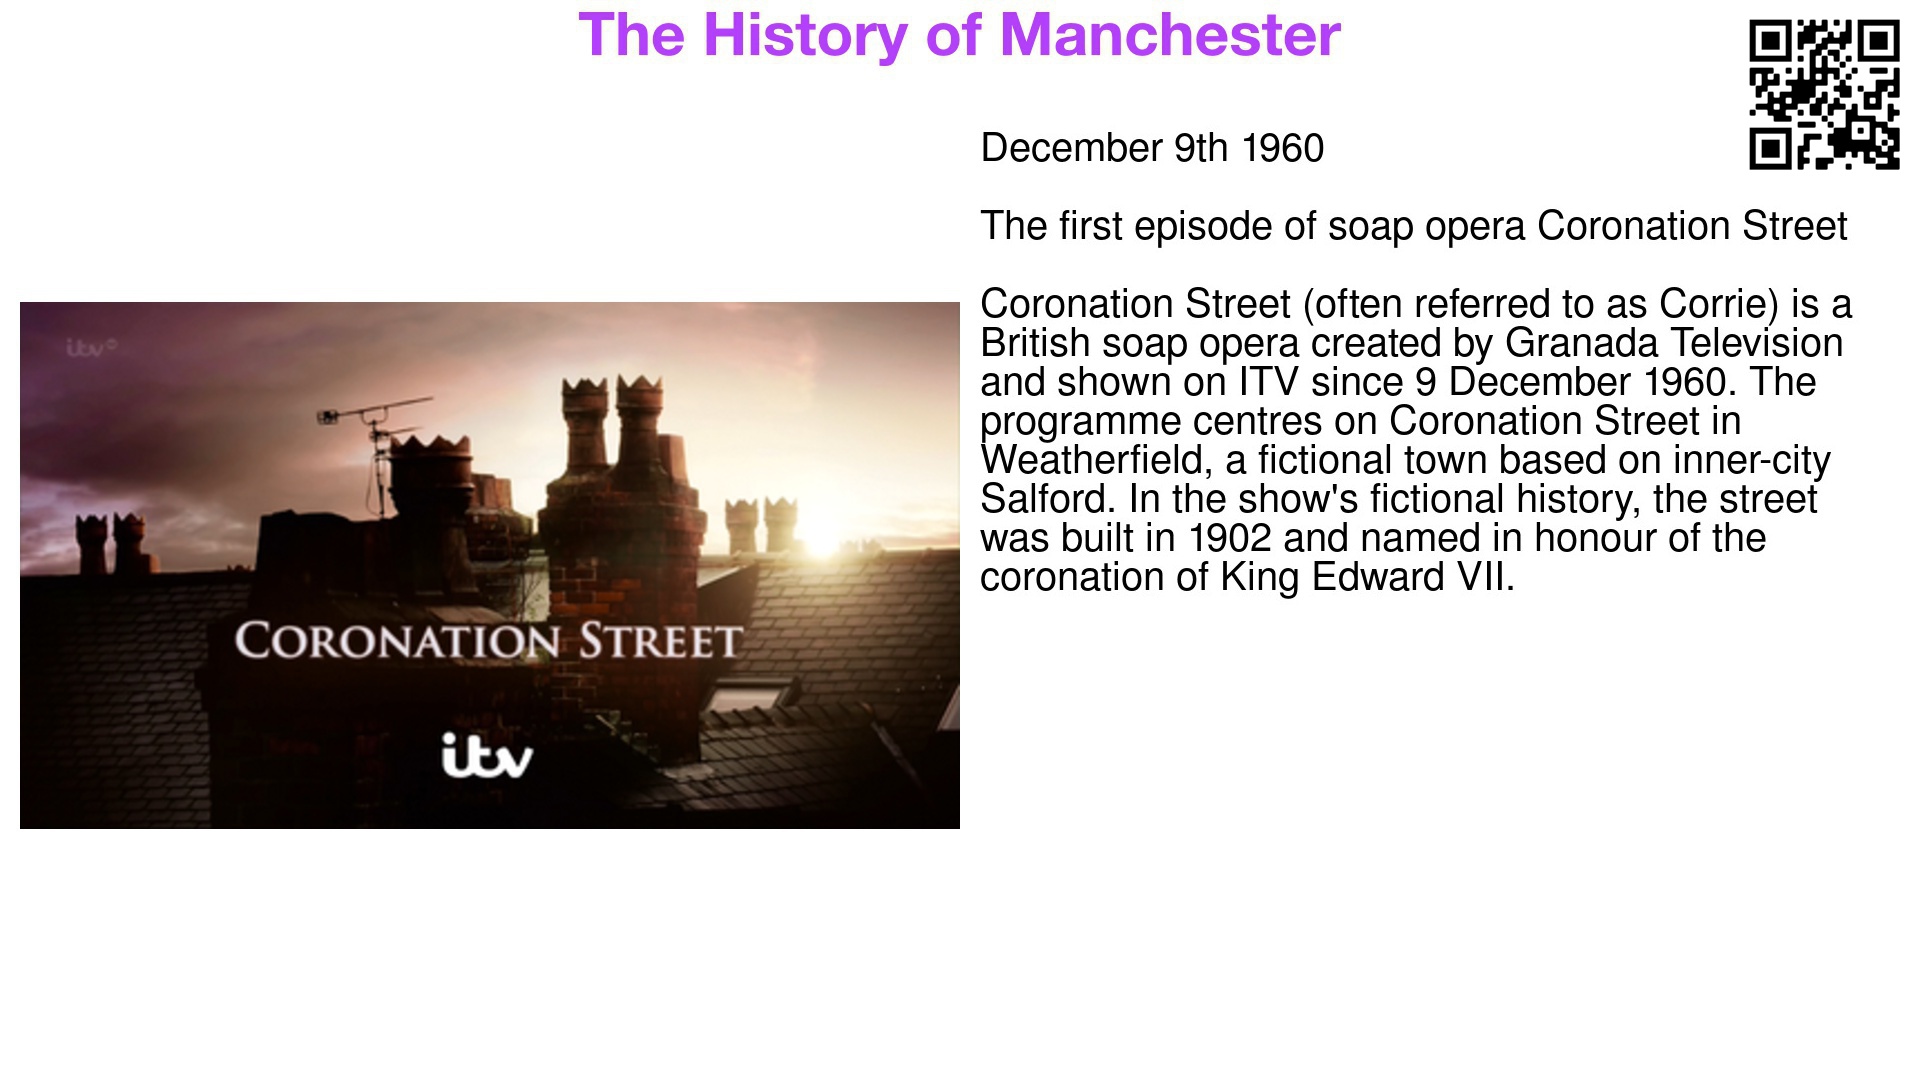 The History of Manchester
December 9th 1960
The first episode of soap opera Coronation Street
Coronation Street (often referred to as Corrie) is a
British soap opera created by Granada Television
and shown on ITV since 9 December 1960. The
programme centres on Coronation Street in
Weatherfield, a fictional town based on inner-city
Salford. In the show's fictional history, the street
was built in 1902 and named in honour of the
coronation of King Edward VII.
itv
CORONATION STREET
itv